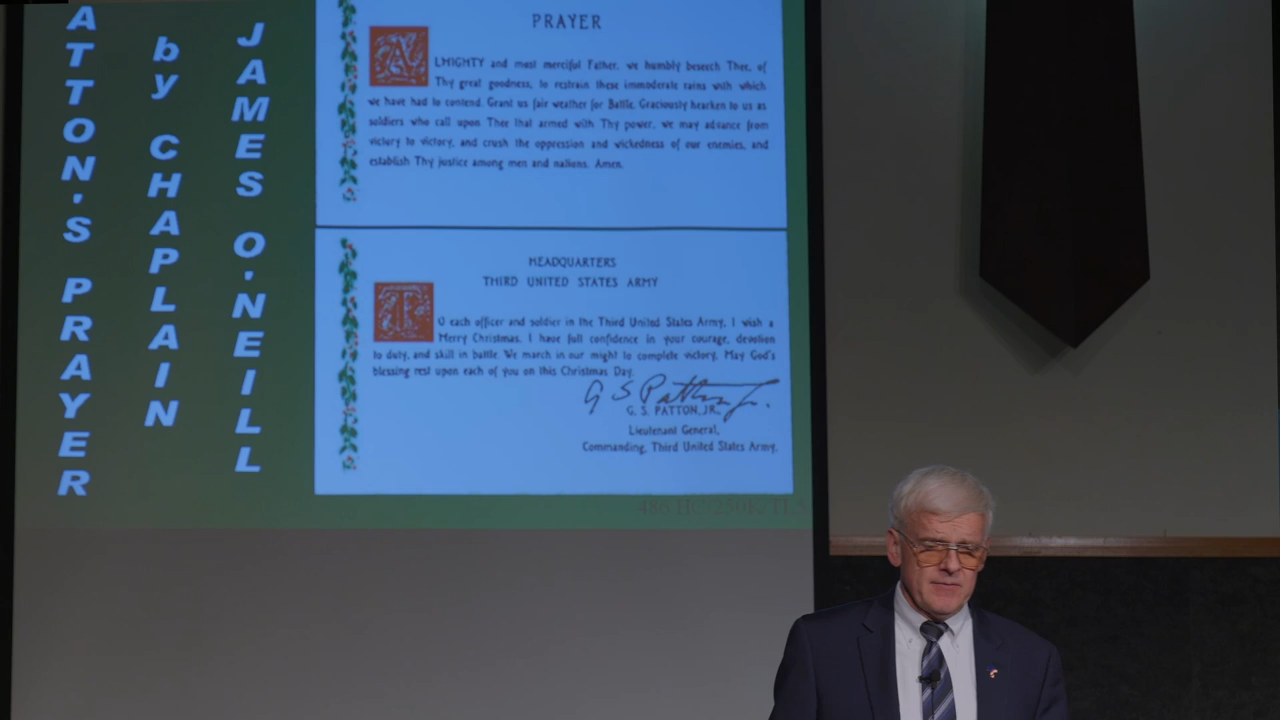 ATTON'S PRAYER
by CHAPLAIN
JAMES O'NEILL
PRAYER
ALMIGHTY and most merciful Father, we humbly beseech Thee, of
Thy great goodness, to restrain these immoderate rains with which
we have had to contend. Grant us fair weather for Battle. Graciously hearken to us as
soldiers who call upon Thee that armed with Thy power, we may advance from
victory to victory, and crush the oppression and wickedness of our enemies, and
establish Thy justice among men and nations. Amen.
HEADQUARTERS
THIRD UNITED STATES ARMY
TO each officer and soldier in the Third United States Army, I wish a
Merry Christmas. I have full confidence in your courage, devotion
to duty, and skill in battle. We march in our might to complete victory. May God's
blessing rest upon each of you on this Christmas Day.
G S Patton Jr.
G. S. PATTON, JR.
Lieutenant General,
Commanding, Third United States Army.